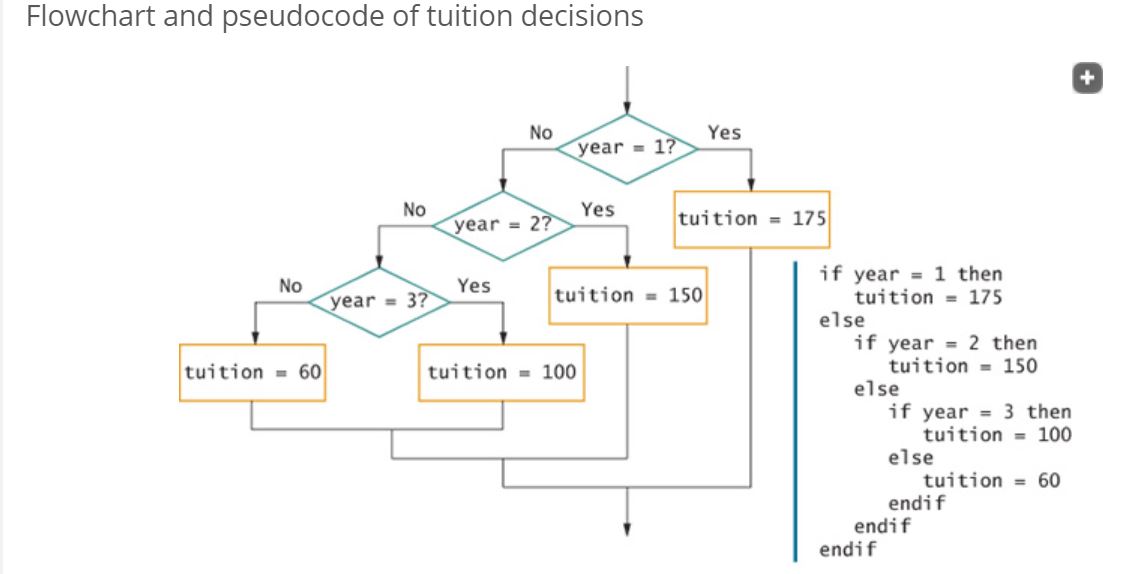 Flowchart and pseudocode of tuition decisions
+
No
year = 1?
Yes
No
year = 2?
Yes
tuition = 175
No
year = 3?
Yes
tuition = 150
tuition = 60
tuition = 100
if year = 1 then
tuition = 175
else
if year = 2 then
tuition = 150
else
if year = 3 then
tuition = 100
else
tuition = 60
endif
endif
endif